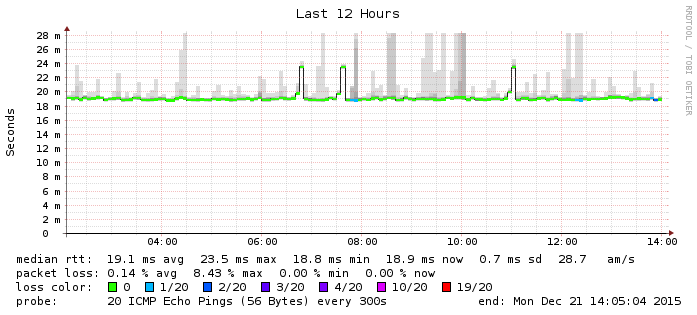 Last 12 Hours
RRDTOOL / TOBI OETIKER
Seconds
28 m
26 m
24 m
22 m
20 m
18 m
16 m
14 m
12 m
10 m
8 m
6 m
4 m
2 m
0
04:00 06:00 08:00 10:00 12:00 14:00
median rtt: 19.1 ms avg 23.5 ms max 18.8 ms min 18.9 ms now 0.7 ms sd 28.7 am/s
packet loss: 0.14 % avg 8.43 % max 0.00 % min 0.00 % now
loss color: 0 1/20 2/20 3/20 4/20 10/20 19/20
probe: 20 ICMP Echo Pings (56 Bytes) every 300s end: Mon Dec 21 14:05:04 2015